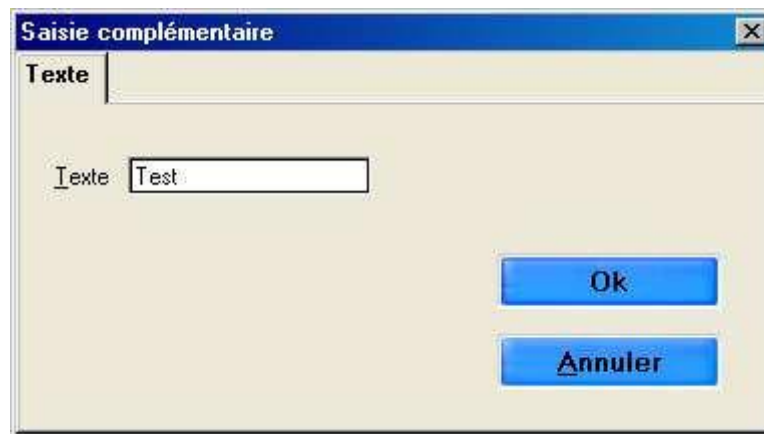 Saisie complémentaire
Texte
Texte Test
Ok
Annuler